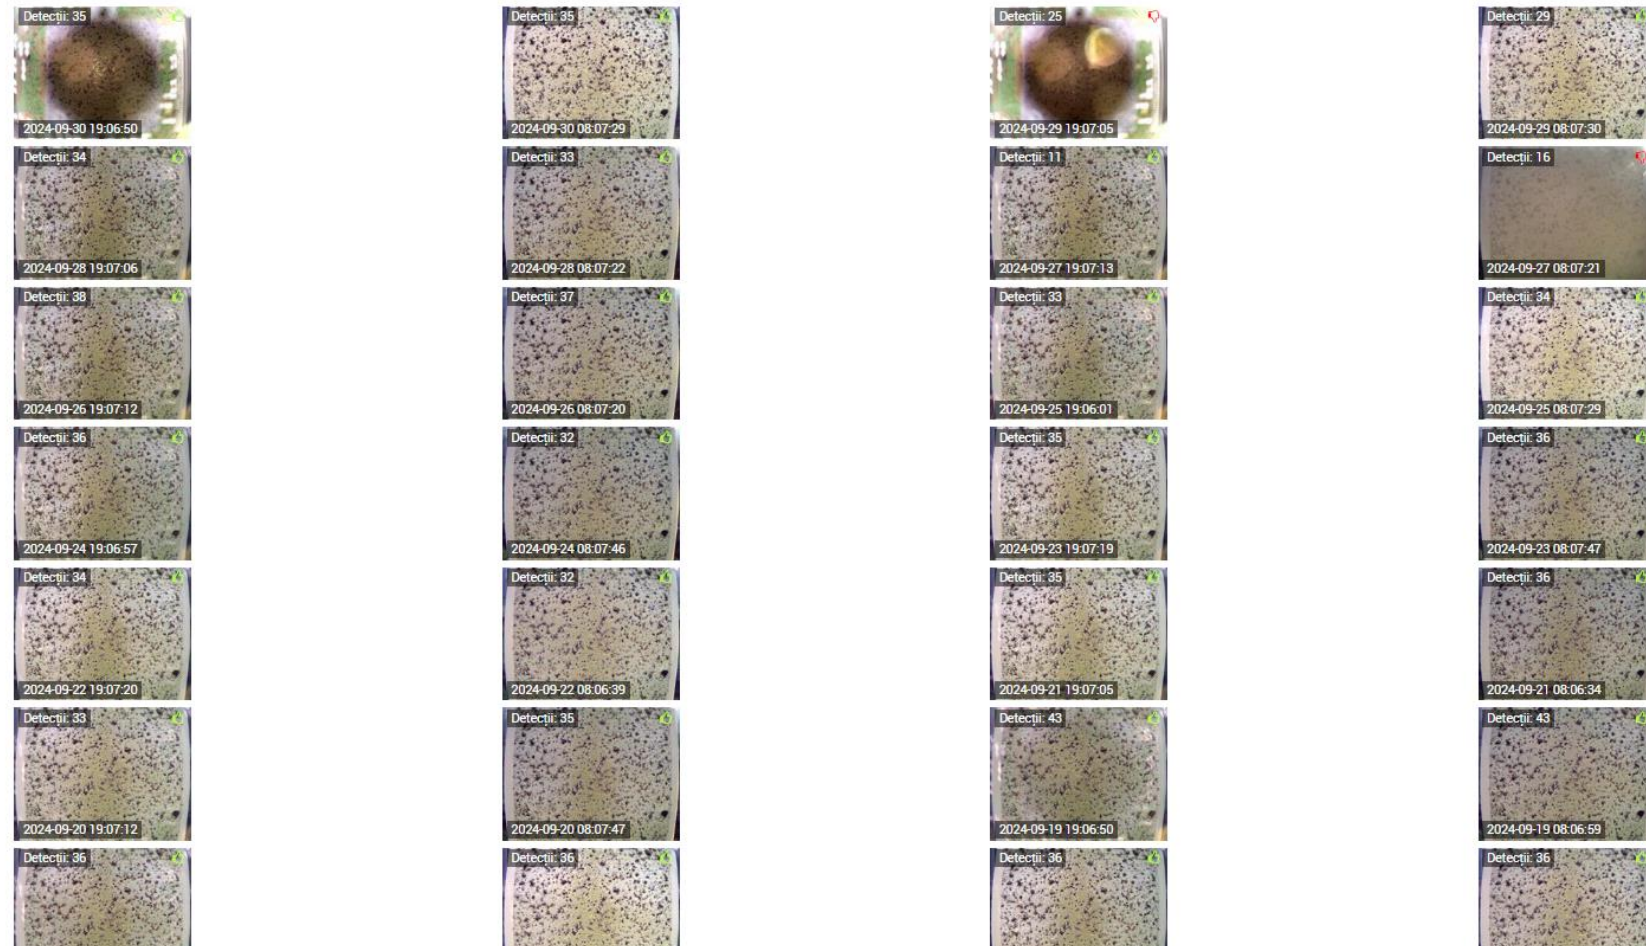 Detecții: 35
2024-09-30 19:06:50
Detecții: 35
2024-09-30 08:07:29
Detecții: 25
2024-09-29 19:07:05
Detecții: 29
2024-09-29 08:07:30
Detecții: 34
2024-09-28 19:07:06
Detecții: 33
2024-09-28 08:07:22
Detecții: 11
2024-09-27 19:07:13
Detecții: 16
2024-09-27 08:07:21
Detecții: 38
2024-09-26 19:07:12
Detecții: 37
2024-09-26 08:07:20
Detecții: 33
2024-09-25 19:06:01
Detecții: 34
2024-09-25 08:07:29
Detecții: 36
2024-09-24 19:06:57
Detecții: 32
2024-09-24 08:07:46
Detecții: 35
2024-09-23 19:07:19
Detecții: 36
2024-09-23 08:07:47
Detecții: 34
2024-09-22 19:07:20
Detecții: 32
2024-09-22 08:06:39
Detecții: 35
2024-09-21 19:07:05
Detecții: 36
2024-09-21 08:06:34
Detecții: 33
2024-09-20 19:07:12
Detecții: 35
2024-09-20 08:07:47
Detecții: 43
2024-09-19 19:06:50
Detecții: 43
2024-09-19 08:06:59
Detecții: 36
Detecții: 36
Detecții: 36
Detecții: 36